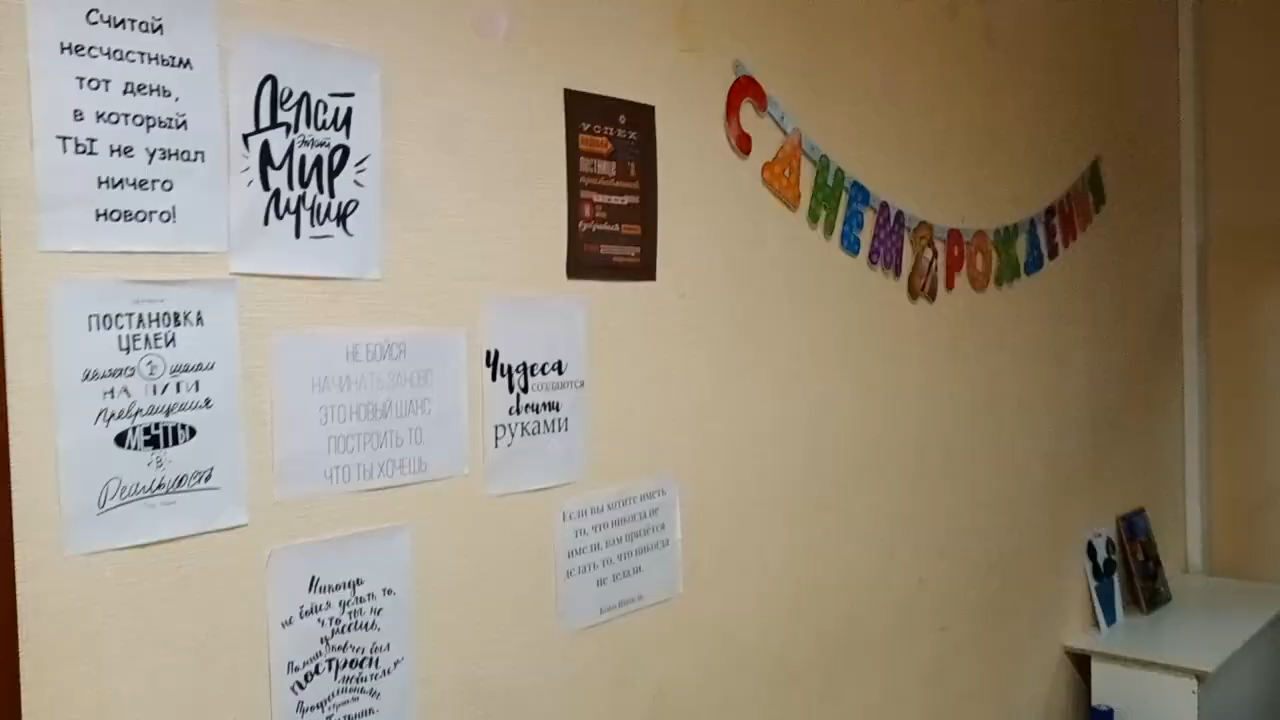 Считай
несчастным
тот день,
в который
ТЫ не узнал
ничего
нового!
Делай
этот
Мир
лучше
УСПЕХ
С ДНЕМ РОЖДЕНИЯ
ПОСТАНОВКА
ЦЕЛЕЙ
является 1 шагом
НА ПУТИ
Превращения
МЕЧТЫ
В
Реальность
НЕ БОЙСЯ
НАЧИНАТЬ ЗАНОВО
ЭТО НОВЫЙ ШАНС
ПОСТРОИТЬ ТО,
ЧТО ТЫ ХОЧЕШЬ
Чудеса
создаются
своими
руками
Если вы хотите иметь
то, что никогда не
имели, вам придётся
делать то, что никогда
не делали.
Никогда
не бойся делать то,
что ты не
умеешь.
Помни, Ковчег был
построен
любителем.
Профессионалы
строили